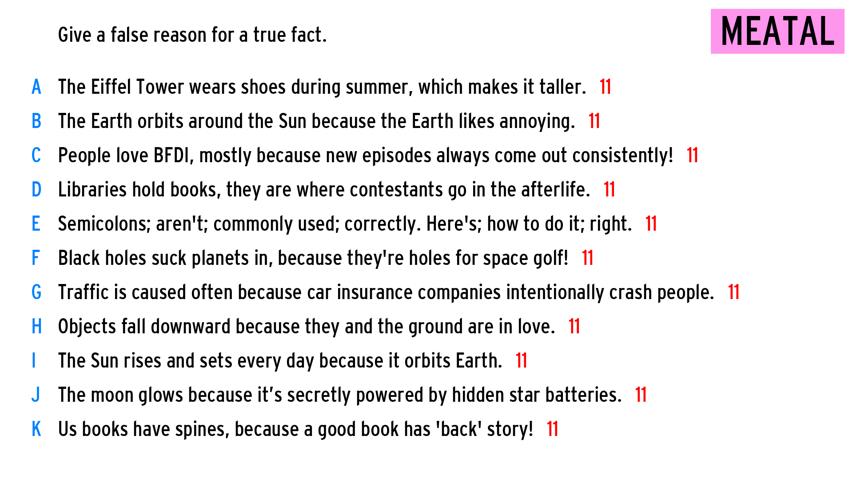 Give a false reason for a true fact.
MEATAL
A The Eiffel Tower wears shoes during summer, which makes it taller. 11
B The Earth orbits around the Sun because the Earth likes annoying. 11
C People love BFDI, mostly because new episodes always come out consistently! 11
D Libraries hold books, they are where contestants go in the afterlife. 11
E Semicolons; aren't; commonly used; correctly. Here's; how to do it; right. 11
F Black holes suck planets in, because they're holes for space golf! 11
G Traffic is caused often because car insurance companies intentionally crash people. 11
H Objects fall downward because they and the ground are in love. 11
I The Sun rises and sets every day because it orbits Earth. 11
J The moon glows because it’s secretly powered by hidden star batteries. 11
K Us books have spines, because a good book has 'back' story! 11